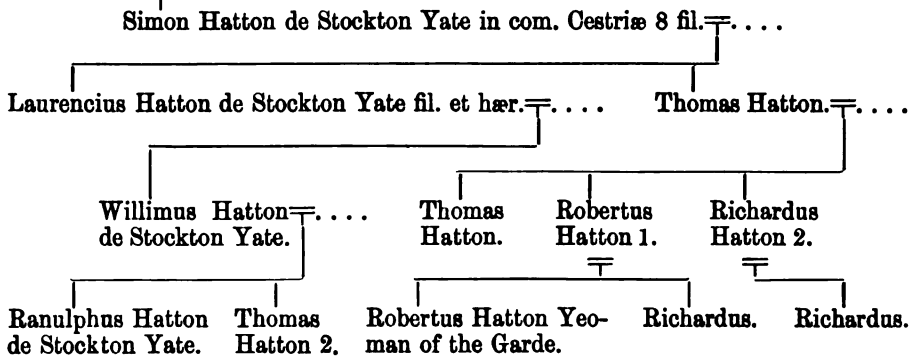 Simon Hatton de Stockton Yate in com. Cestriæ 8 fil.=....
Laurencius Hatton de Stockton Yate fil. et hær.=.... Thomas Hatton.=....
Willimus Hatton=.... Thomas Robertus Richardus
de Stockton Yate. Hatton. Hatton 1. Hatton 2.
Ranulphus Hatton Thomas Robertus Hatton Yeo- Richardus. Richardus.
de Stockton Yate. Hatton 2. man of the Garde.